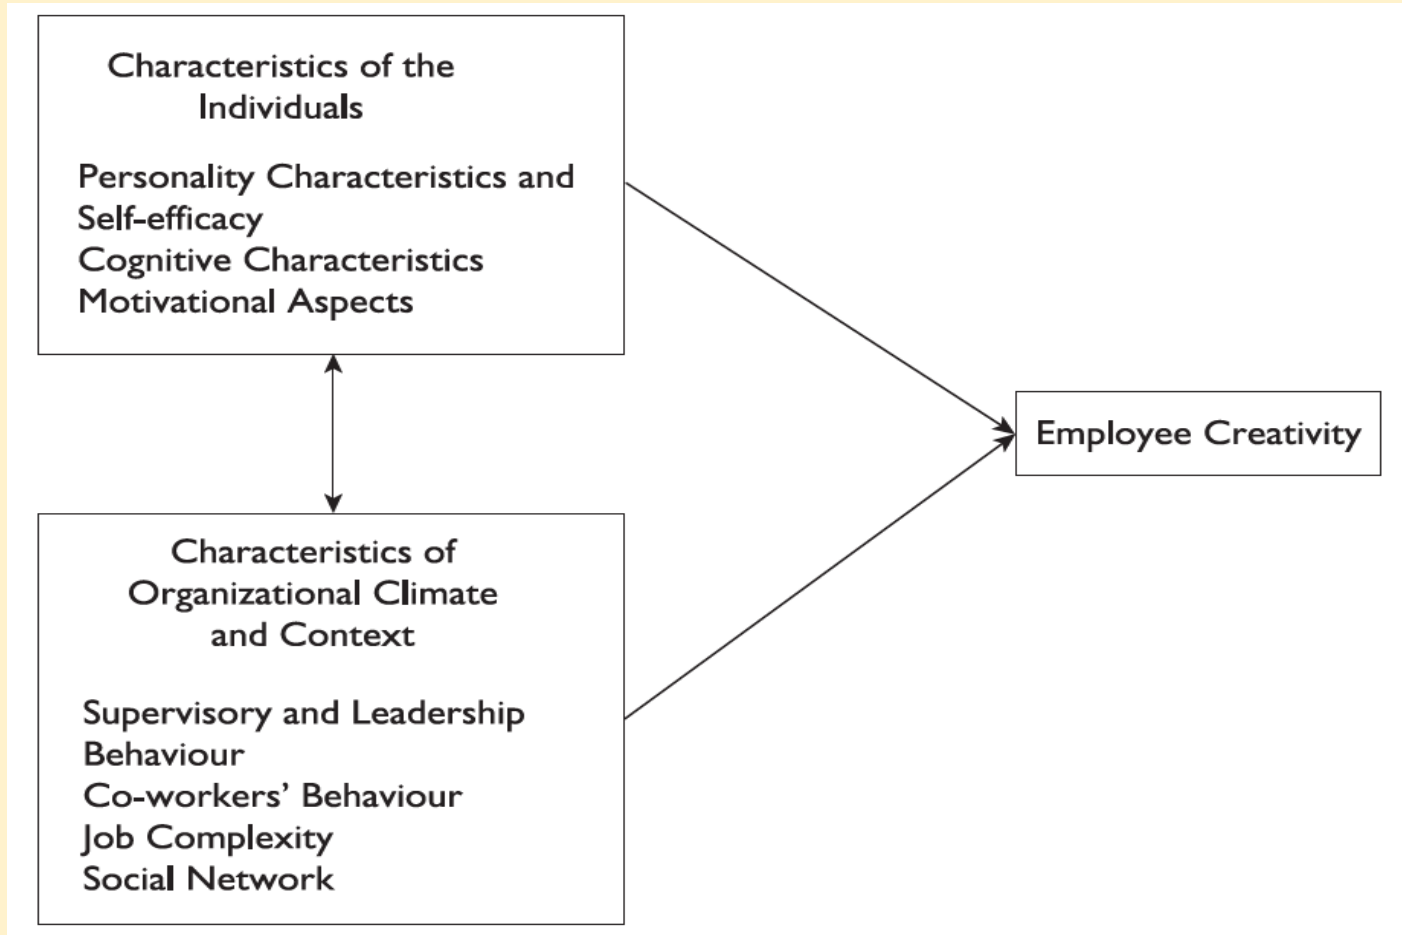 Characteristics of the
Individuals
Personality Characteristics and
Self-efficacy
Cognitive Characteristics
Motivational Aspects
Employee Creativity
Characteristics of
Organizational Climate
and Context
Supervisory and Leadership
Behaviour
Co-workers’ Behaviour
Job Complexity
Social Network